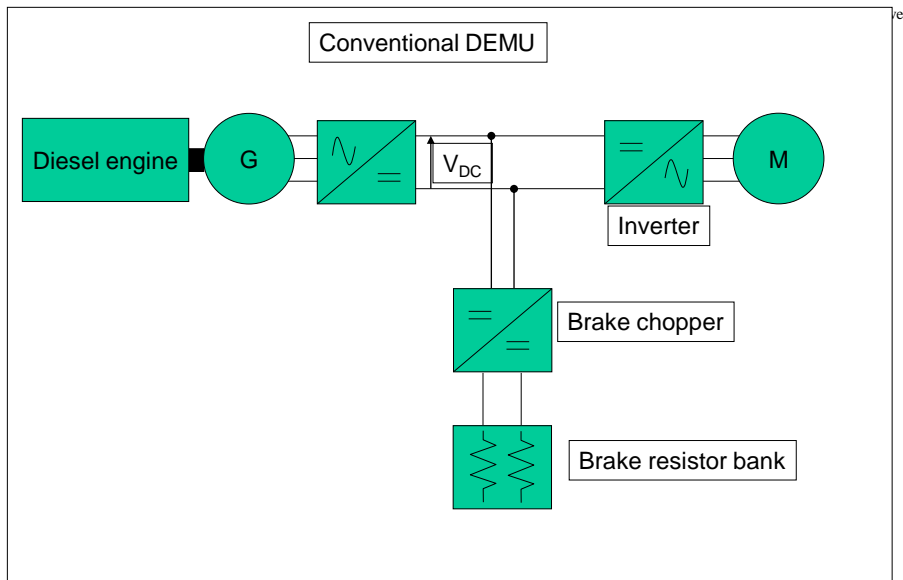 Conventional DEMU
Diesel engine
G
V_DC
M
Inverter
Brake chopper
Brake resistor bank